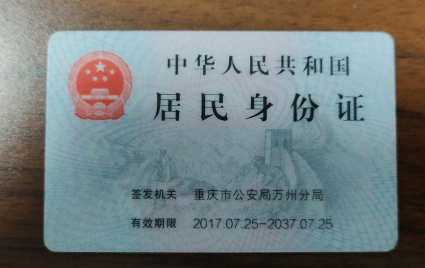 中华人民共和国
居民身份证
签发机关 重庆市公安局万州分局
有效期限 2017.07.25-2037.07.25